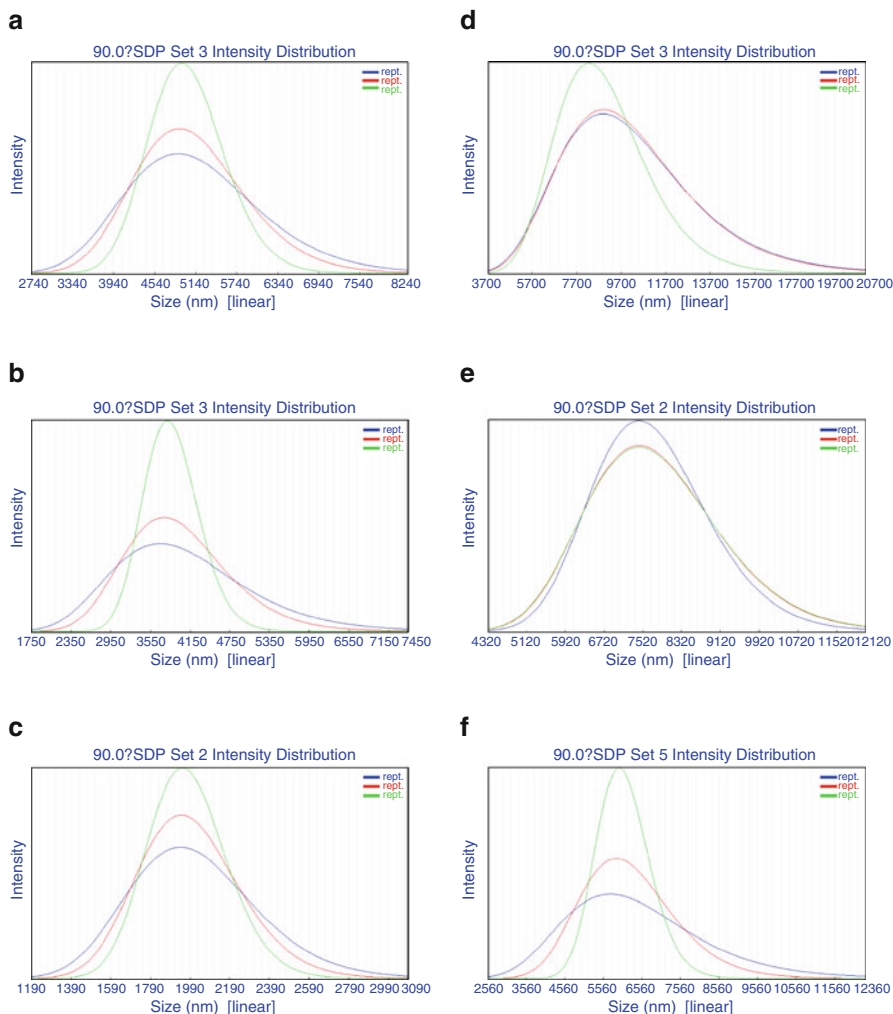 a
90.0?SDP Set 3 Intensity Distribution
rept.
rept.
rept.
Intensity
2740 3340 3940 4540 5140 5740 6340 6940 7540 8240
Size (nm) [linear]
b
90.0?SDP Set 3 Intensity Distribution
rept.
rept.
rept.
Intensity
1750 2350 2950 3550 4150 4750 5350 5950 6550 7150 7450
Size (nm) [linear]
c
90.0?SDP Set 2 Intensity Distribution
rept.
rept.
rept.
Intensity
1190 1390 1590 1790 1990 2190 2390 2590 2790 2990 3090
Size (nm) [linear]
d
90.0?SDP Set 3 Intensity Distribution
rept.
rept.
rept.
Intensity
3700 5700 7700 9700 11700 13700 15700 17700 19700 20700
Size (nm) [linear]
e
90.0?SDP Set 2 Intensity Distribution
rept.
rept.
rept.
Intensity
4320 5120 5920 6720 7520 8320 9120 9920 10720 11520 12120
Size (nm) [linear]
f
90.0?SDP Set 5 Intensity Distribution
rept.
rept.
rept.
Intensity
2560 3560 4560 5560 6560 7560 8560 9560 10560 11560 12360
Size (nm) [linear]